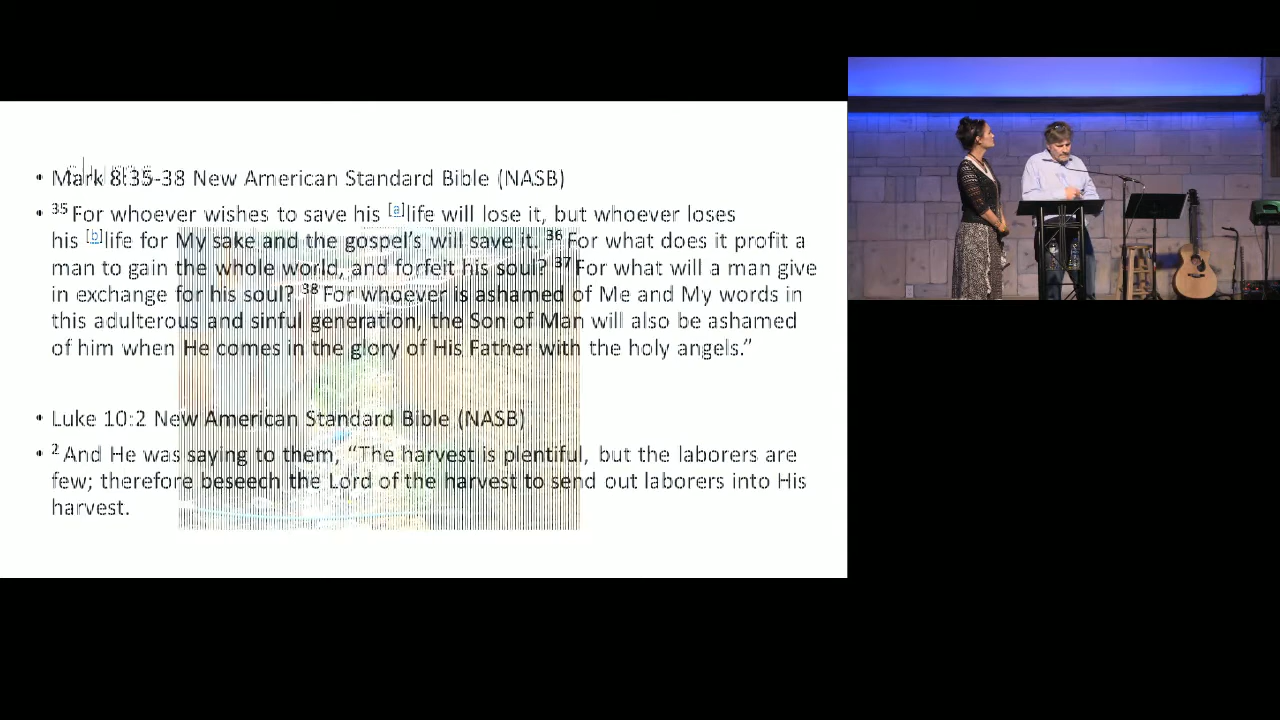 • Mark 8:35-38 New American Standard Bible (NASB)
• 35 For whoever wishes to save his [a]life will lose it, but whoever loses
his [b]life for My sake and the gospel’s will save it. 36 For what does it profit a
man to gain the whole world, and forfeit his soul? 37 For what will a man give
in exchange for his soul? 38 For whoever is ashamed of Me and My words in
this adulterous and sinful generation, the Son of Man will also be ashamed
of him when He comes in the glory of His Father with the holy angels.”
• Luke 10:2 New American Standard Bible (NASB)
• 2 And He was saying to them, “The harvest is plentiful, but the laborers are
few; therefore beseech the Lord of the harvest to send out laborers into His
harvest.